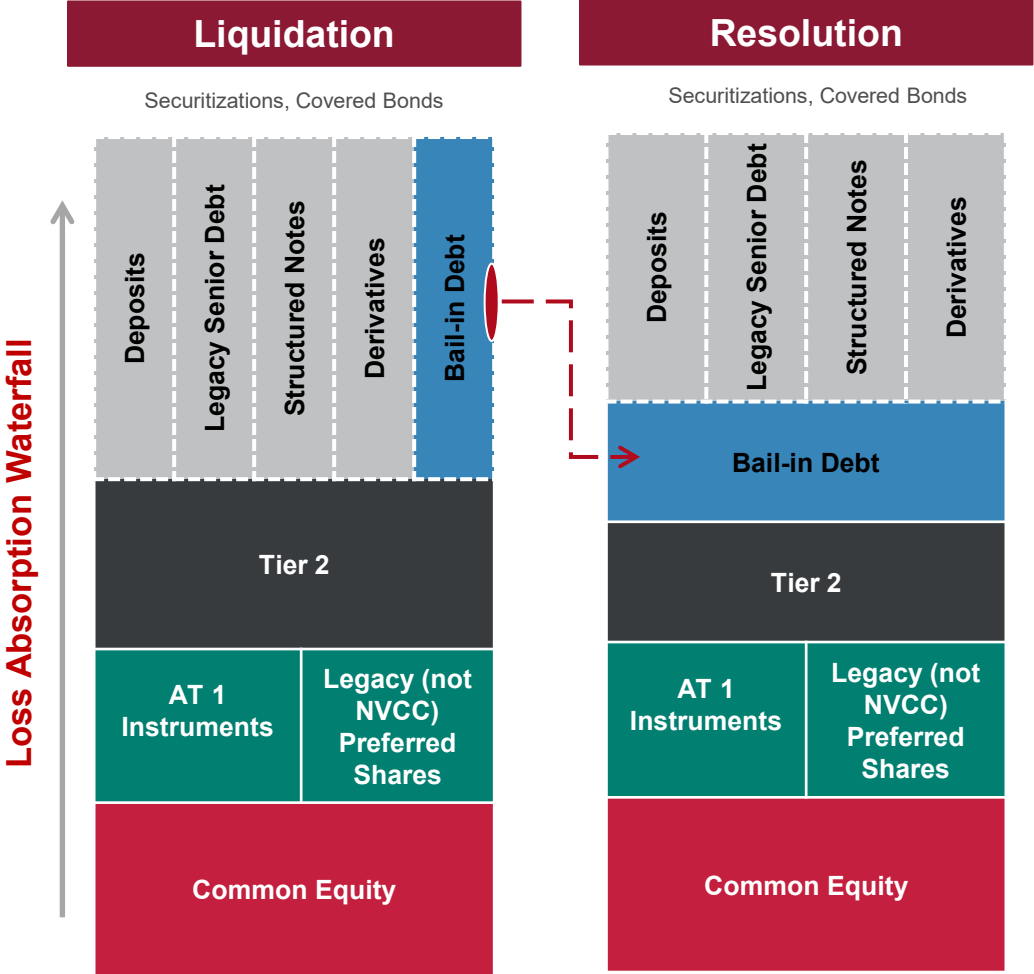 Liquidation
Securitizations, Covered Bonds
Deposits
Legacy Senior Debt
Structured Notes
Derivatives
Bail-in Debt
Tier 2
AT 1
Instruments
Legacy (not
NVCC)
Preferred
Shares
Common Equity
Loss Absorption Waterfall
Resolution
Securitizations, Covered Bonds
Deposits
Legacy Senior Debt
Structured Notes
Derivatives
Bail-in Debt
Tier 2
AT 1
Instruments
Legacy (not
NVCC)
Preferred
Shares
Common Equity